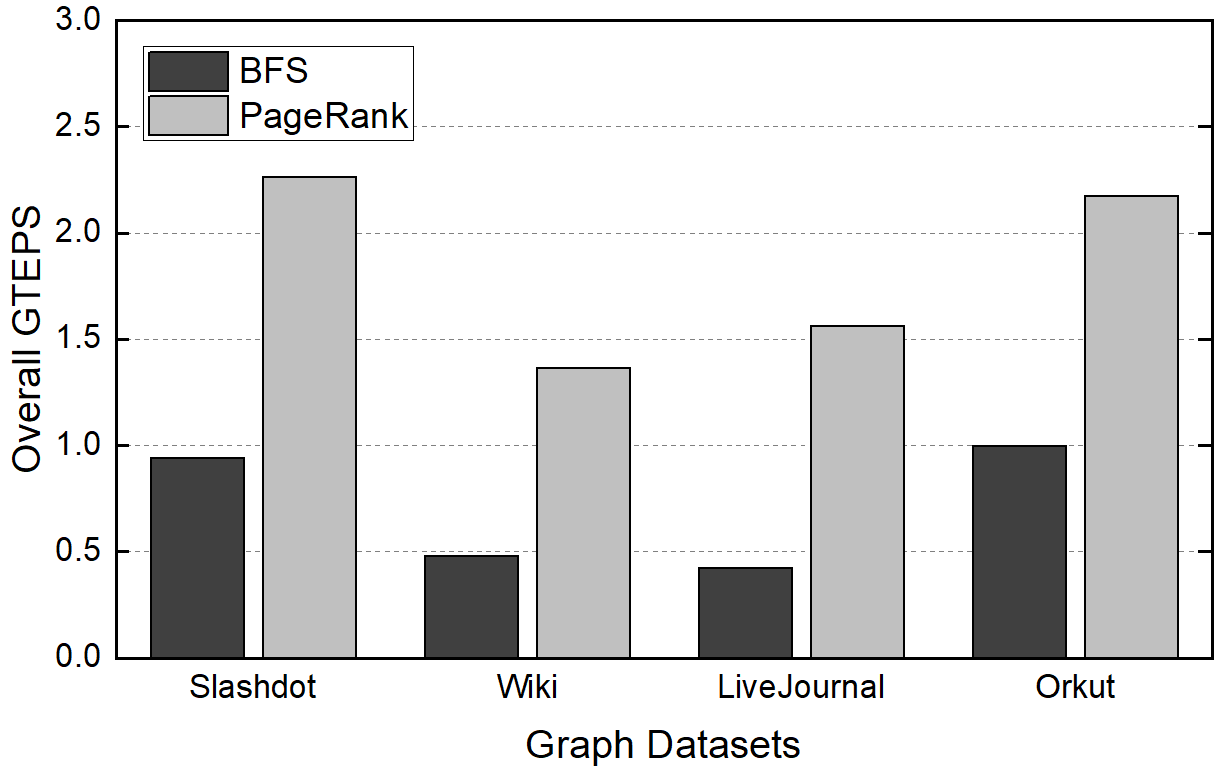 3.0
BFS
PageRank
2.5
2.0
1.5
1.0
0.5
0.0
Overall GTEPS
Slashdot
Wiki
LiveJournal
Orkut
Graph Datasets